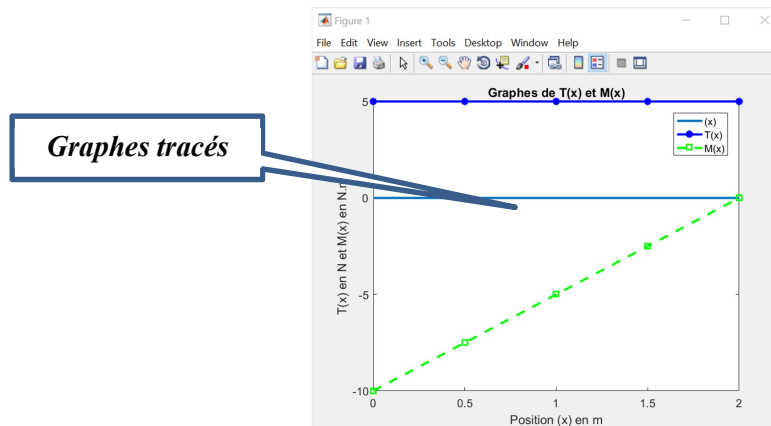 Figure 1
File Edit View Insert Tools Desktop Window Help
Graphes de T(x) et M(x)
Graphes tracés
(x)
T(x)
M(x)
T(x) en N et M(x) en N.
5
0
-5
-10
0 0.5 1 1.5 2
Position (x) en m